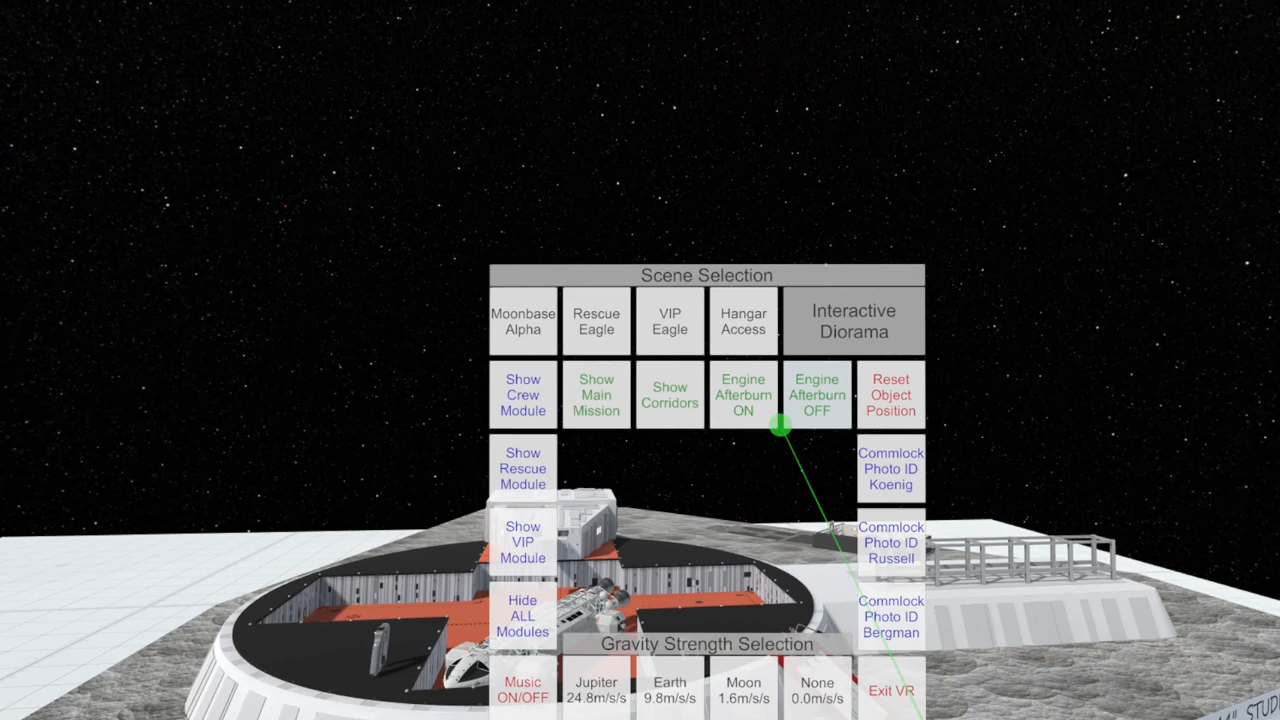 Scene Selection
Moonbase
Alpha
Rescue
Eagle
VIP
Eagle
Hangar
Access
Interactive
Diorama
Show
Crew
Module
Show
Main
Mission
Show
Corridors
Engine
Afterburn
ON
Engine
Afterburn
OFF
Reset
Object
Position
Show
Rescue
Module
Commlock
Photo ID
Koenig
Show
VIP
Module
Commlock
Photo ID
Russell
Hide
ALL
Modules
Commlock
Photo ID
Bergman
Gravity Strength Selection
Music
ON/OFF
Jupiter
24.8m/s/s
Earth
9.8m/s/s
Moon
1.6m/s/s
None
0.0m/s/s
Exit VR